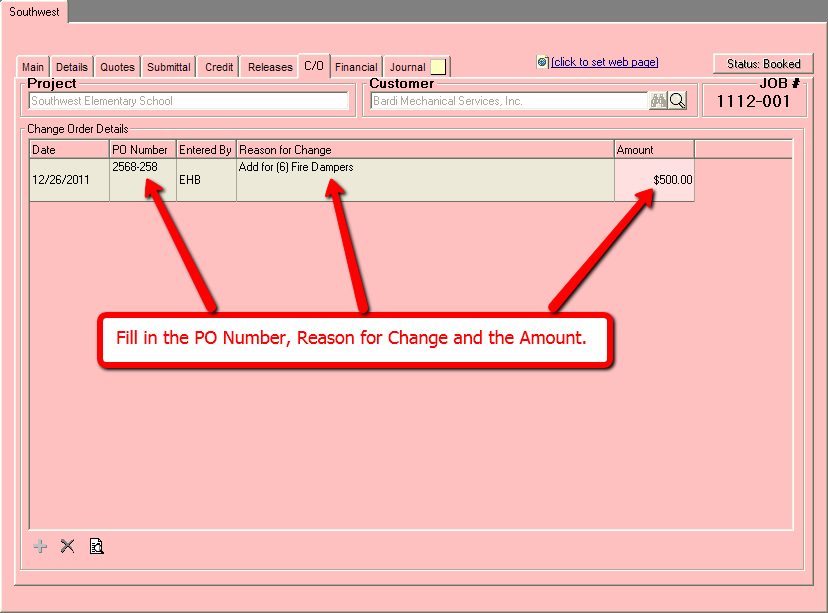 Southwest
Main Details Quotes Submittal Credit Releases C/O Financial Journal [click to set web page] Status: Booked
Project Customer JOB #
Southwest Elementary School Bardi Mechanical Services, Inc. 1112-001
Change Order Details
Date PO Number Entered By Reason for Change Amount
12/26/2011 2568-258 EHB Add for (6) Fire Dampers $500.00
Fill in the PO Number, Reason for Change and the Amount.